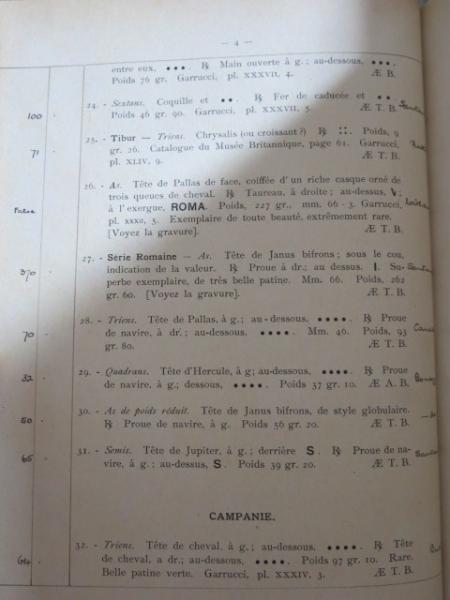 — 4 —
entre eux, •••. ℞ Main ouverte à g.; au-dessous, •••.
Poids 76 gr. Garrucci, pl. XXXVII, 4. Æ B.
100
24. - Sextans. Coquille et ••. ℞ Fer de caducée et ••
Poids 46 gr. 90. Garrucci, pl. XXXVII, 5. Æ T. B.
71
25. - Tibur — Triens. Chrysalis (ou croissant?) ℞ ::. Poids, 9
gr. 26. Catalogue du Musée Britannique, page 61. Garrucci,
pl. XLIV, 9. Æ T. B.
26. - As. Tête de Pallas de face, coiffée d'un riche casque orné de
trois queues de cheval. ℞ Taureau, à droite; au-dessus,
à l'exergue, ROMA. Poids, 227 gr., mm. 66 - 3. Garrucci,
pl. Exemplaire de toute beauté, extrêmement rare.
[Voyez la gravure]. Æ T. B.
370
27. - Série Romaine — As. Tête de Janus bifrons; sous le cou,
indication de la valeur. ℞ Proue à dr.; au dessus. I. Su-
perbe exemplaire, de très belle patine. Mm. 66. Poids, 262
gr. 60. [Voyez la gravure]. Æ T. B.
70
28. - Triens. Tête de Pallas, à g.; au-dessous, ••••. ℞ Proue
de navire, à dr.; au-dessous, ••••. Mm. 46. Poids, 93
gr. 80. Æ T. B.
32
29. - Quadrans. Tête d'Hercule, à g; au-dessous, ••••. ℞ Proue
de navire, à g.; dessous, ••••. Poids 37 gr. 10. Æ A. B.
50
30. - As de poids réduit. Tête de Janus bifrons, de style globulaire.
℞ Proue de navire, à g. Poids 56 gr. 20. Æ T. B.
65
31. - Semis. Tête de Jupiter, à g.; derrière S. ℞ Proue de na-
vire, à g.; au-dessus, S. Poids 39 gr. 20. Æ T. B.
CAMPANIE.
32. - Triens. Tête de cheval, à g.; au-dessous, ••••. ℞ Tête
de cheval, a dr.; au-dessous, ••••. Poids 97 gr. 10. Rare.
Belle patine verte. Garrucci, pl. XXXIV, 3. Æ T. B.